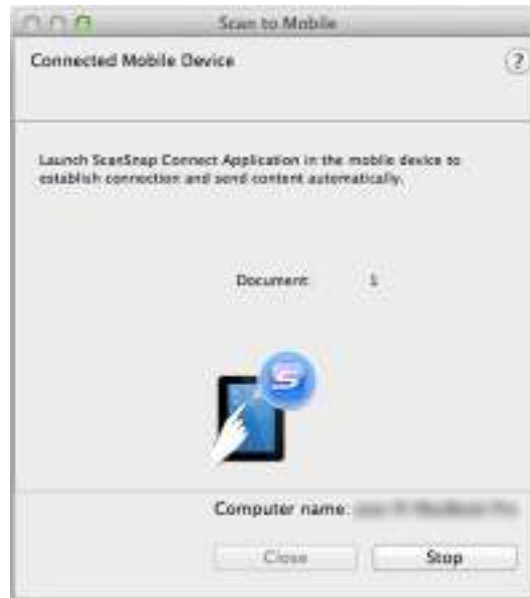 Scan to Mobile
Connected Mobile Device
?
Launch ScanSnap Connect Application in the mobile device to
establish connection and send content automatically.
Document: 1
Computer name:
Close Stop